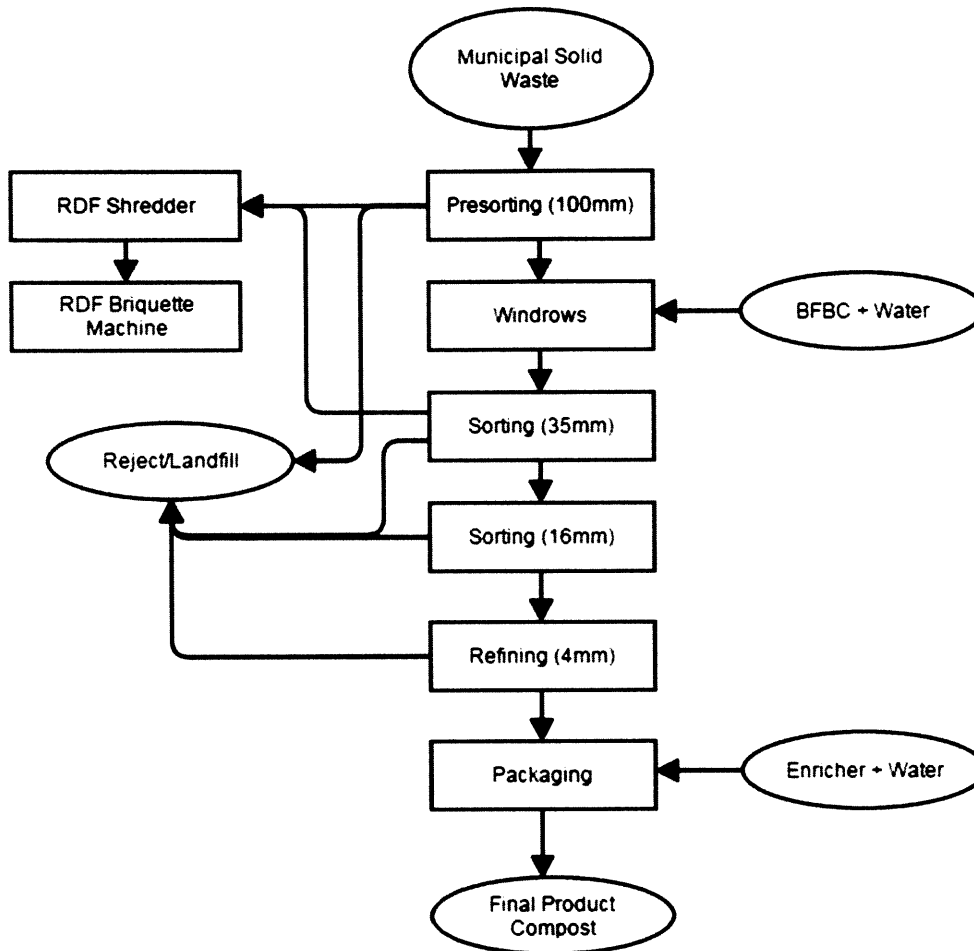 Municipal Solid
Waste
RDF Shredder
Presorting (100mm)
RDF Briquette
Machine
Windrows
BFBC + Water
Sorting (35mm)
Reject/Landfill
Sorting (16mm)
Refining (4mm)
Packaging
Enricher + Water
Final Product
Compost